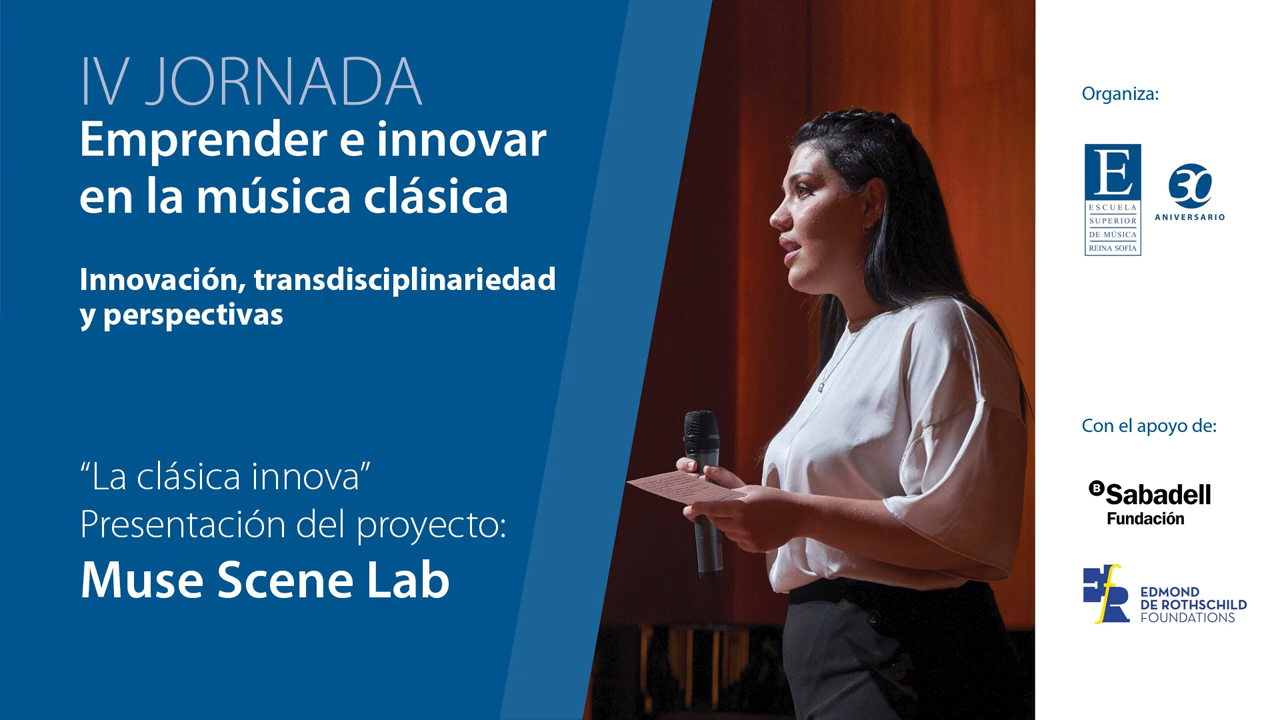 IV JORNADA
Emprender e innovar
en la música clásica
Innovación, transdisciplinariedad
y perspectivas
“La clásica innova”
Presentación del proyecto:
Muse Scene Lab
Organiza:
E
ESCUELA
SUPERIOR
DE MÚSICA
REINA SOFÍA
30
ANIVERSARIO
Con el apoyo de:
B Sabadell
Fundación
EfR
EDMOND
DE ROTHSCHILD
FOUNDATIONS